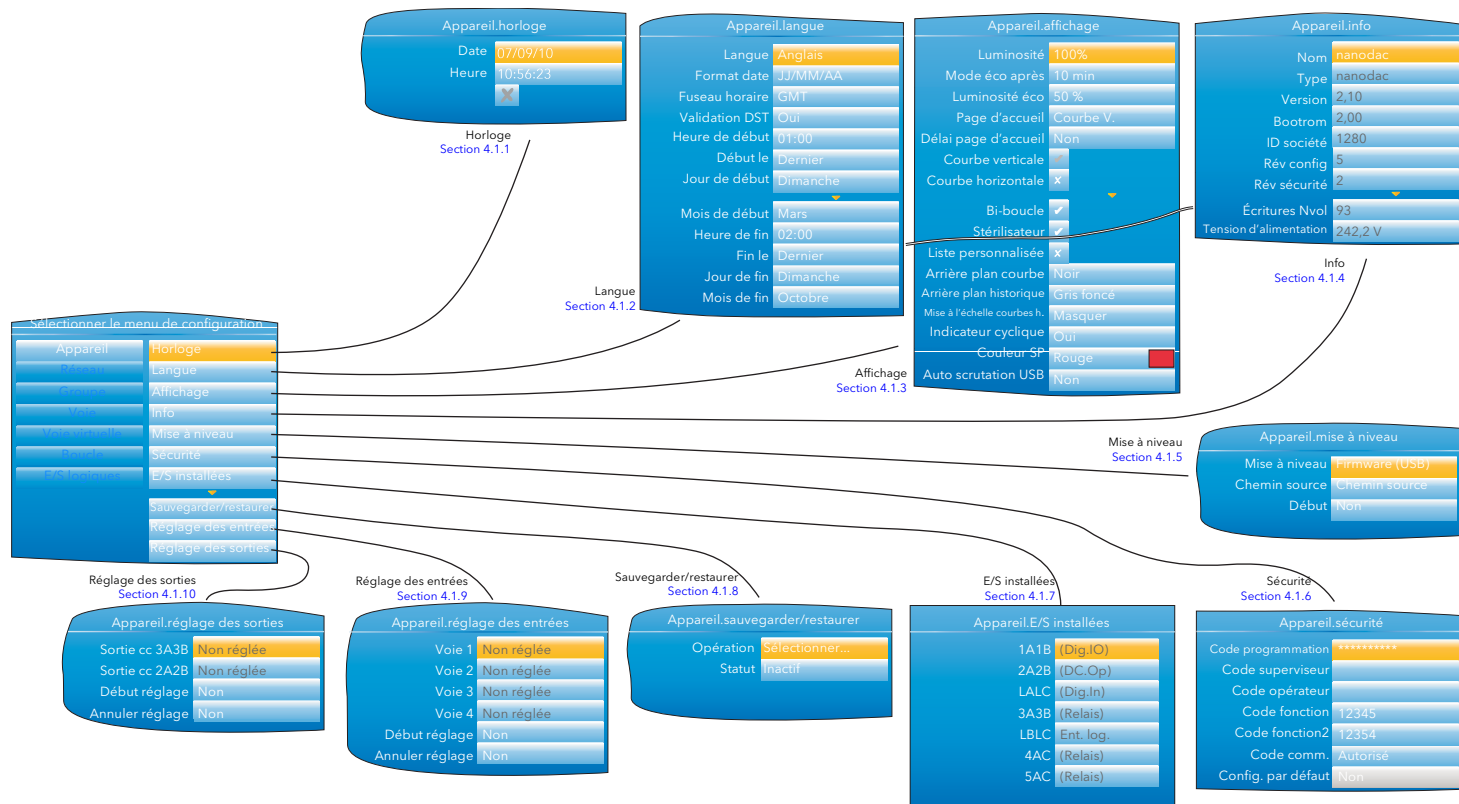 Appareil.horloge
Date 07/09/10
Heure 10:56:23
Horloge
Section 4.1.1
Appareil.langue
Langue Anglais
Format date JJ/MM/AA
Fuseau horaire GMT
Validation DST Oui
Heure de début 01:00
Début le Dernier
Jour de début Dimanche
Mois de début Mars
Heure de fin 02:00
Fin le Dernier
Jour de fin Dimanche
Mois de fin Octobre
Langue
Section 4.1.2
Appareil.affichage
Luminosité 100%
Mode éco après 10 min
Luminosité éco 50 %
Page d'accueil Courbe V.
Délai page d'accueil Non
Courbe verticale
Courbe horizontale
Bi-boucle
Stérilisateur
Liste personnalisée
Arrière plan courbe Noir
Arrière plan historique Gris foncé
Mise à l'échelle courbes h. Masquer
Indicateur cyclique Oui
Couleur SP Rouge
Auto scrutation USB Non
Affichage
Section 4.1.3
Appareil.info
Nom nanodac
Type nanodac
Version 2,10
Bootrom 2,00
ID société 1280
Rév config 5
Rév sécurité 2
Écritures Nvol 93
Tension d'alimentation 242,2 V
Info
Section 4.1.4
Sélectionner le menu de configuration
Appareil Horloge
Réseau Langue
Groupe Affichage
Voie Info
Voie virtuelle Mise à niveau
Boucle Sécurité
E/S logiques E/S installées
Sauvegarder/restaurer
Réglage des entrées
Réglage des sorties
Mise à niveau
Section 4.1.5
Appareil.mise à niveau
Mise à niveau Firmware (USB)
Chemin source Chemin source
Début Non
Réglage des sorties
Section 4.1.10
Appareil.réglage des sorties
Sortie cc 3A3B Non réglée
Sortie cc 2A2B Non réglée
Début réglage Non
Annuler réglage Non
Réglage des entrées
Section 4.1.9
Appareil.réglage des entrées
Voie 1 Non réglée
Voie 2 Non réglée
Voie 3 Non réglée
Voie 4 Non réglée
Début réglage Non
Annuler réglage Non
Sauvegarder/restaurer
Section 4.1.8
Appareil.sauvegarder/restaurer
Opération Sélectionner...
Statut Inactif
E/S installées
Section 4.1.7
Appareil.E/S installées
1A1B (Dig.IO)
2A2B (DC.Op)
LALC (Dig.In)
3A3B (Relais)
LBLC Ent. log.
4AC (Relais)
5AC (Relais)
Sécurité
Section 4.1.6
Appareil.sécurité
Code programmation **********
Code superviseur
Code opérateur
Code fonction 12345
Code fonction2 12354
Code comm. Autorisé
Config. par défaut Non